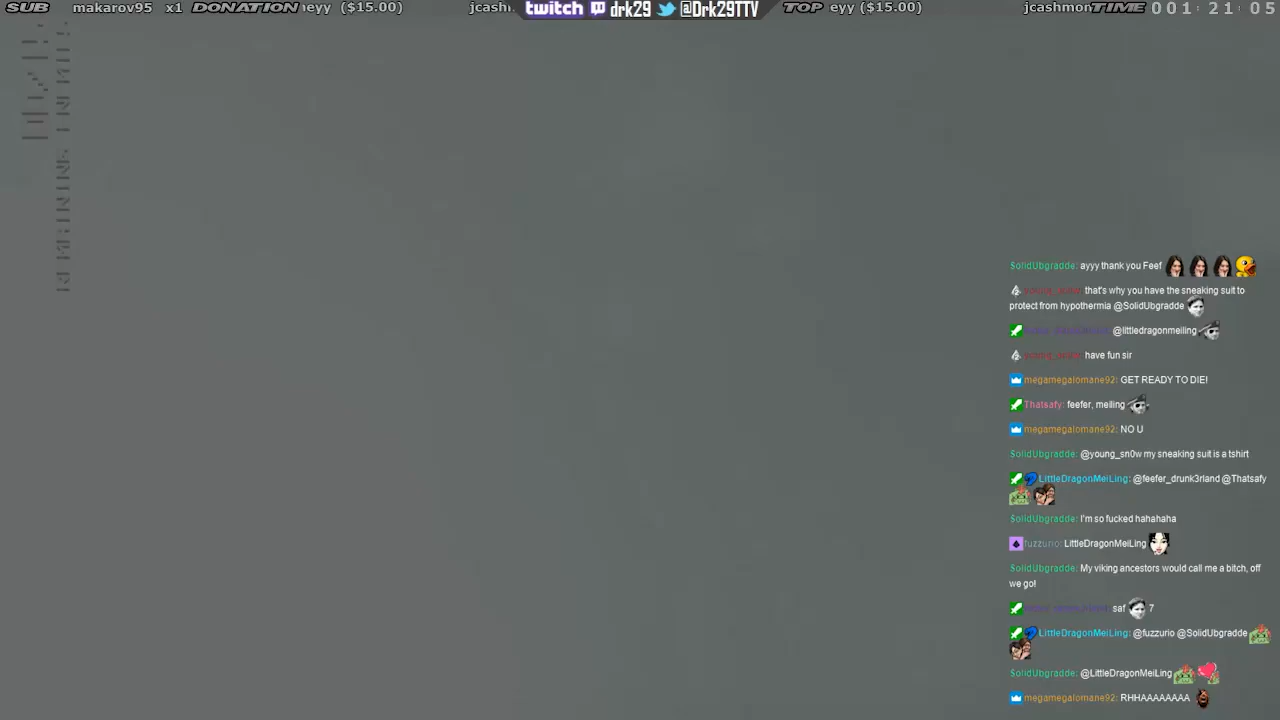 SUB makarov95 x1 DONATION eyy ($15.00) jcash twitch drk29 @Drk29TTV TOP eyy ($15.00) jcashmon TIME 001:21:05
SolidUbgradde: ayyy thank you Feef
that's why you have the sneaking suit to
protect from hypothermia @SolidUbgradde
@littledragonmeiling
have fun sir
megamegalomane92: GET READY TO DIE!
Thatsafy: feefer, meiling
megamegalomane92: NO U
SolidUbgradde: @young_sn0w my sneaking suit is a tshirt
LittleDragonMeiLing: @feefer_drunk3rland @Thatsafy
SolidUbgradde: I'm so fucked hahahaha
fuzzurio: LittleDragonMeiLing
SolidUbgradde: My viking ancestors would call me a bitch, off
we go!
saf 7
LittleDragonMeiLing: @fuzzurio @SolidUbgradde
SolidUbgradde: @LittleDragonMeiLing
megamegalomane92: RHHAAAAAAAA